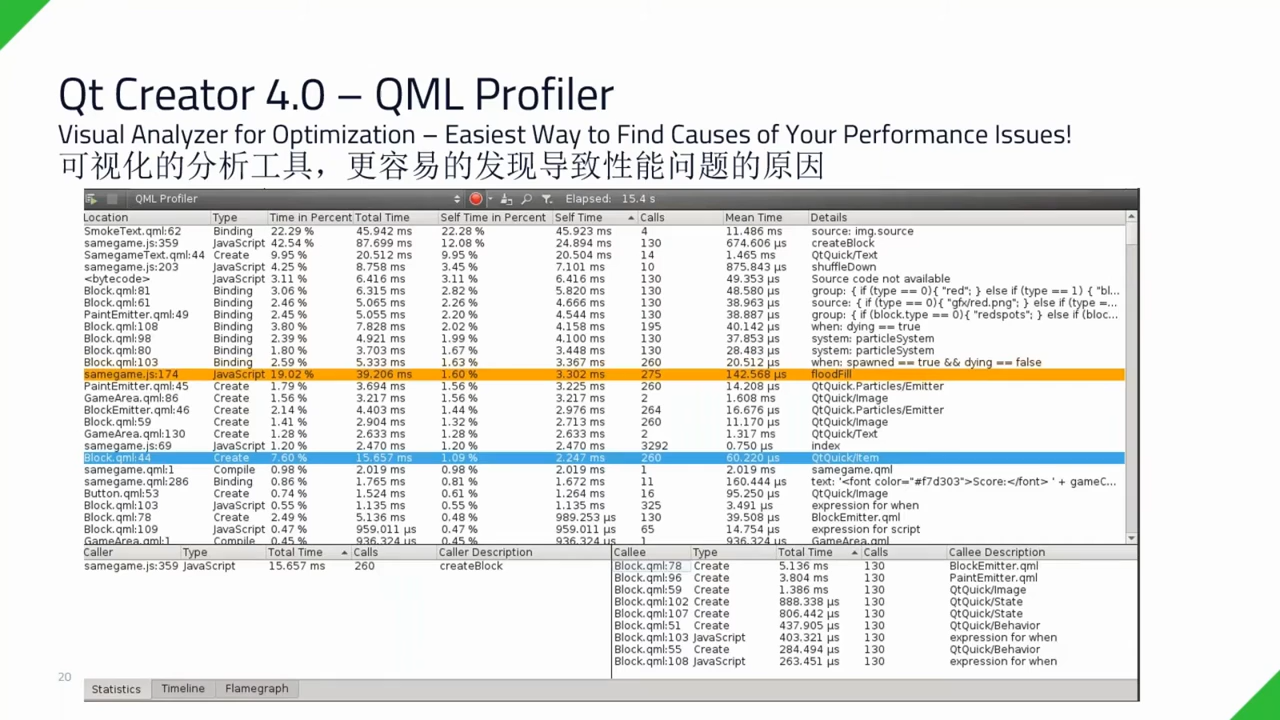 Qt Creator 4.0 – QML Profiler
Visual Analyzer for Optimization – Easiest Way to Find Causes of Your Performance Issues!
可视化的分析工具，更容易的发现导致性能问题的原因
QML Profiler Elapsed: 15.4 s
Location Type Time in Percent Total Time Self Time in Percent Self Time Calls Mean Time Details
SmokeText.qml:62 Binding 22.29 % 45.942 ms 22.28 % 45.923 ms 4 11.486 ms source: img.source
samegame.js:359 JavaScript 42.54 % 87.699 ms 12.08 % 24.894 ms 130 674.606 µs createBlock
SamegameText.qml:44 Create 9.95 % 20.512 ms 9.95 % 20.504 ms 14 1.465 ms QtQuick/Text
samegame.js:203 JavaScript 4.25 % 8.758 ms 3.45 % 7.101 ms 10 875.843 µs shuffleDown
<bytecode> JavaScript 3.11 % 6.416 ms 3.11 % 6.416 ms 130 49.353 µs Source code not available
Block.qml:81 Binding 3.06 % 6.315 ms 2.82 % 5.820 ms 130 48.580 µs group: { if (type == 0){ "red"; } else if (type == 1) { "bl...
Block.qml:61 Binding 2.46 % 5.065 ms 2.26 % 4.666 ms 130 38.963 µs source: { if (type == 0){ "gfx/red.png"; } else if (type =...
PaintEmitter.qml:49 Binding 2.45 % 5.055 ms 2.20 % 4.544 ms 130 38.887 µs group: { if (block.type == 0){ "redspots"; } else if (bloc...
Block.qml:108 Binding 3.80 % 7.828 ms 2.02 % 4.158 ms 195 40.142 µs when: dying == true
Block.qml:98 Binding 2.39 % 4.921 ms 1.99 % 4.100 ms 130 37.853 µs system: particleSystem
Block.qml:80 Binding 1.80 % 3.703 ms 1.67 % 3.448 ms 130 28.483 µs system: particleSystem
Block.qml:103 Binding 2.59 % 5.333 ms 1.63 % 3.367 ms 260 20.512 µs when: spawned == true && dying == false
samegame.js:174 JavaScript 19.02 % 39.206 ms 1.60 % 3.302 ms 275 142.568 µs floodFill
PaintEmitter.qml:45 Create 1.79 % 3.694 ms 1.56 % 3.225 ms 260 14.208 µs QtQuick.Particles/Emitter
GameArea.qml:86 Create 1.56 % 3.217 ms 1.56 % 3.217 ms 2 1.608 ms QtQuick/Image
BlockEmitter.qml:46 Create 2.14 % 4.403 ms 1.44 % 2.976 ms 264 16.676 µs QtQuick.Particles/Emitter
Block.qml:59 Create 1.41 % 2.904 ms 1.32 % 2.713 ms 260 11.170 µs QtQuick/Image
GameArea.qml:130 Create 1.28 % 2.633 ms 1.28 % 2.633 ms 2 1.317 ms QtQuick/Text
samegame.js:69 JavaScript 1.20 % 2.470 ms 1.20 % 2.470 ms 3292 0.750 µs index
Block.qml:44 Create 7.60 % 15.657 ms 1.09 % 2.247 ms 260 60.220 µs QtQuick/Item
samegame.qml:1 Compile 0.98 % 2.019 ms 0.98 % 2.019 ms 1 2.019 ms samegame.qml
samegame.qml:286 Binding 0.86 % 1.765 ms 0.81 % 1.672 ms 11 160.444 µs text: '<font color="#f7d303">Score:</font> ' + gameC...
Button.qml:53 Create 0.74 % 1.524 ms 0.61 % 1.264 ms 16 95.250 µs QtQuick/Image
Block.qml:103 JavaScript 0.55 % 1.135 ms 0.55 % 1.135 ms 325 3.491 µs expression for when
Block.qml:78 Create 2.49 % 5.136 ms 0.48 % 989.253 µs 130 39.508 µs BlockEmitter.qml
Block.qml:109 JavaScript 0.47 % 959.011 µs 0.47 % 959.011 µs 65 14.754 µs expression for script
GameArea.qml:1 Compile 0.45 % 936.324 µs 0.45 % 936.324 µs 1 936.324 µs GameArea.qml
Caller Type Total Time Calls Caller Description
samegame.js:359 JavaScript 15.657 ms 260 createBlock
Callee Type Total Time Calls Callee Description
Block.qml:78 Create 5.136 ms 130 BlockEmitter.qml
Block.qml:96 Create 3.804 ms 130 PaintEmitter.qml
Block.qml:59 Create 1.386 ms 130 QtQuick/Image
Block.qml:102 Create 888.338 µs 130 QtQuick/State
Block.qml:107 Create 806.442 µs 130 QtQuick/State
Block.qml:51 Create 437.905 µs 130 QtQuick/Behavior
Block.qml:103 JavaScript 403.321 µs 130 expression for when
Block.qml:55 Create 284.494 µs 130 QtQuick/Behavior
Block.qml:108 JavaScript 263.451 µs 130 expression for when
20
Statistics Timeline Flamegraph